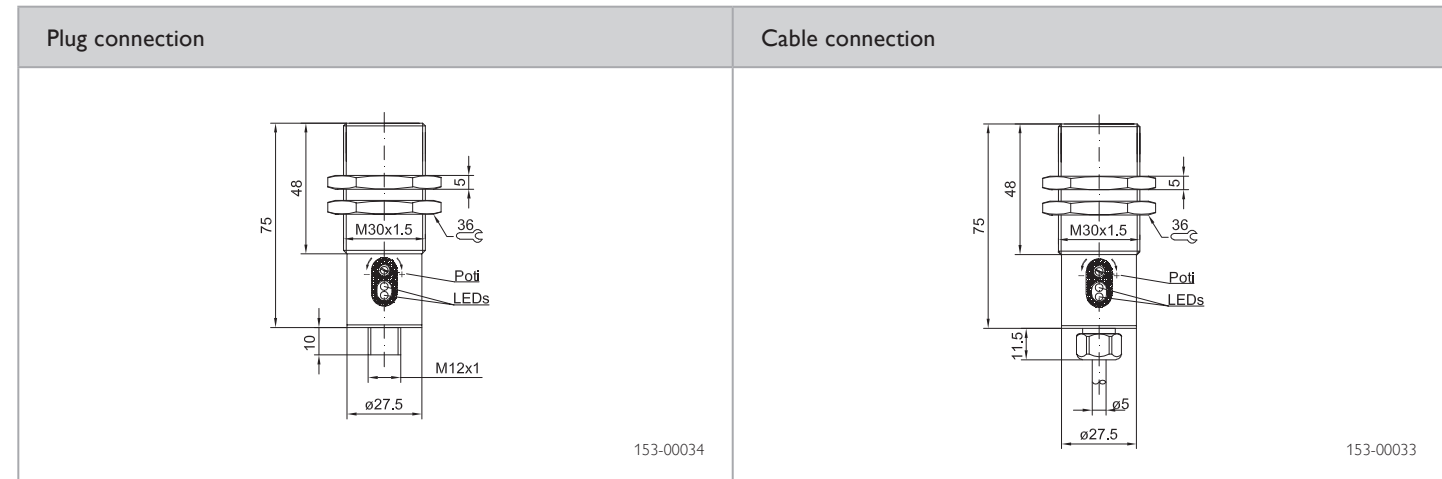 Plug connection
75
48
5
36
M30x1.5
Poti
LEDs
10
M12x1
ø27.5
153-00034
Cable connection
75
48
5
36
M30x1.5
Poti
LEDs
11.5
ø5
ø27.5
153-00033